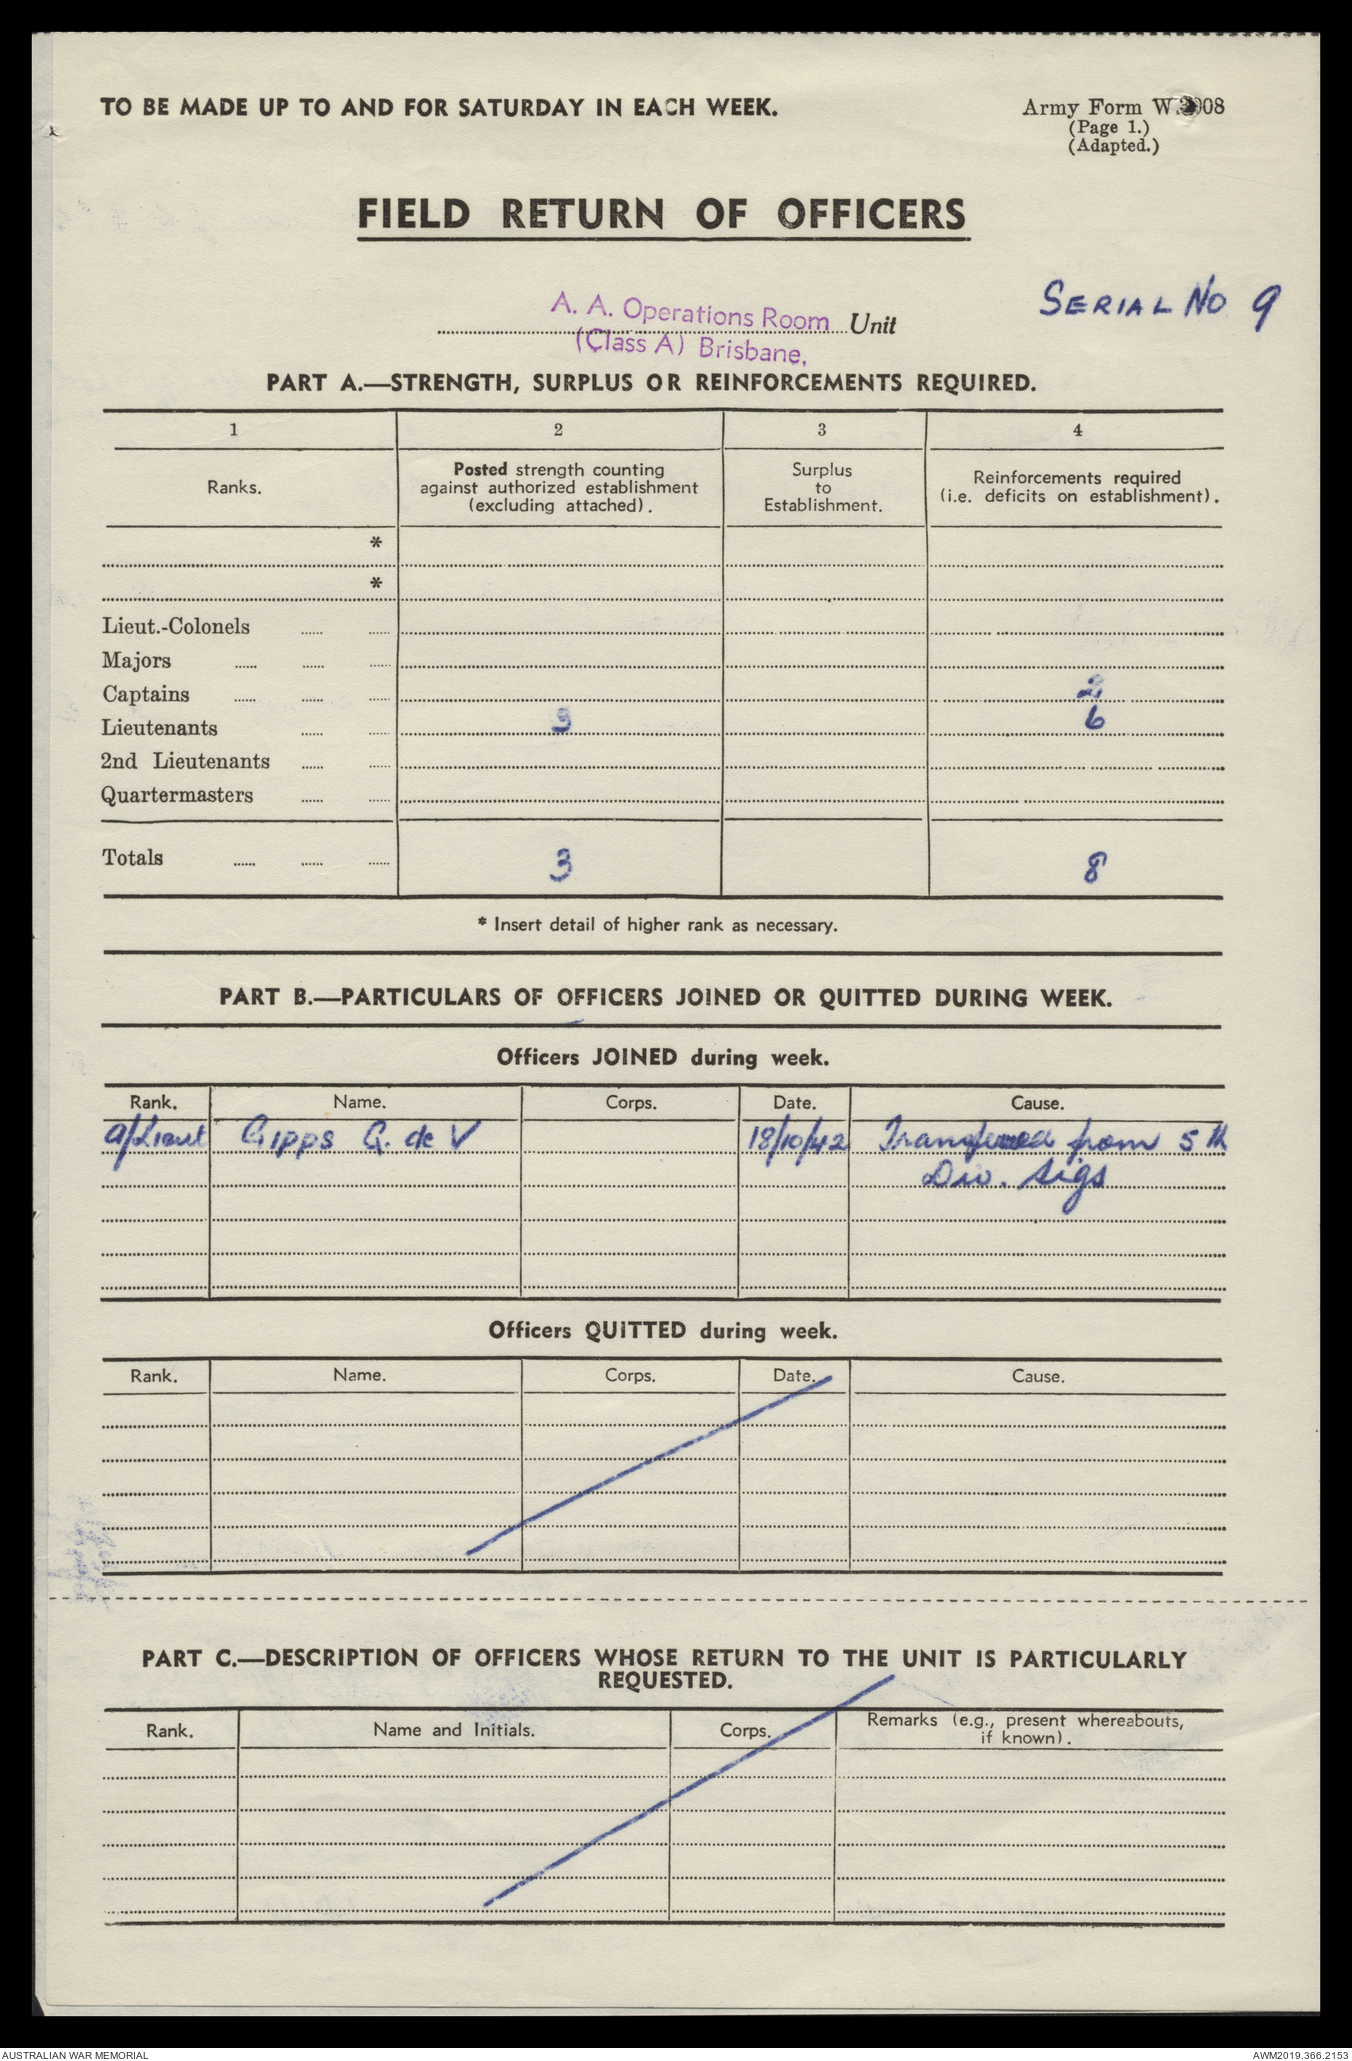 TO BE MADE UP TO AND FOR SATURDAY IN EACH WEEK.
Army Form W.3008
(Page 1.)
(Adapted.)
FIELD RETURN OF OFFICERS
SERIAL NO 9
A. A. Operations Room Unit
(Class A) Brisbane,
PART A.—STRENGTH, SURPLUS OR REINFORCEMENTS REQUIRED.
1 2 3 4
Ranks. Posted strength counting against authorized establishment (excluding attached). Surplus to Establishment. Reinforcements required (i.e. deficits on establishment).
*
*
Lieut.-Colonels
Majors
Captains 2
Lieutenants 3 6
2nd Lieutenants
Quartermasters
Totals 3 8
* Insert detail of higher rank as necessary.
PART B.—PARTICULARS OF OFFICERS JOINED OR QUITTED DURING WEEK.
Officers JOINED during week.
Rank. Name. Corps. Date. Cause.
A/Lieut Gipps G. de V 18/10/42 Transferred from 5th
Div. Sigs
Officers QUITTED during week.
Rank. Name. Corps. Date. Cause.
PART C.—DESCRIPTION OF OFFICERS WHOSE RETURN TO THE UNIT IS PARTICULARLY
REQUESTED.
Rank. Name and Initials. Corps. Remarks (e.g., present whereabouts, if known).
AUSTRALIAN WAR MEMORIAL
AWM2019.366.2153